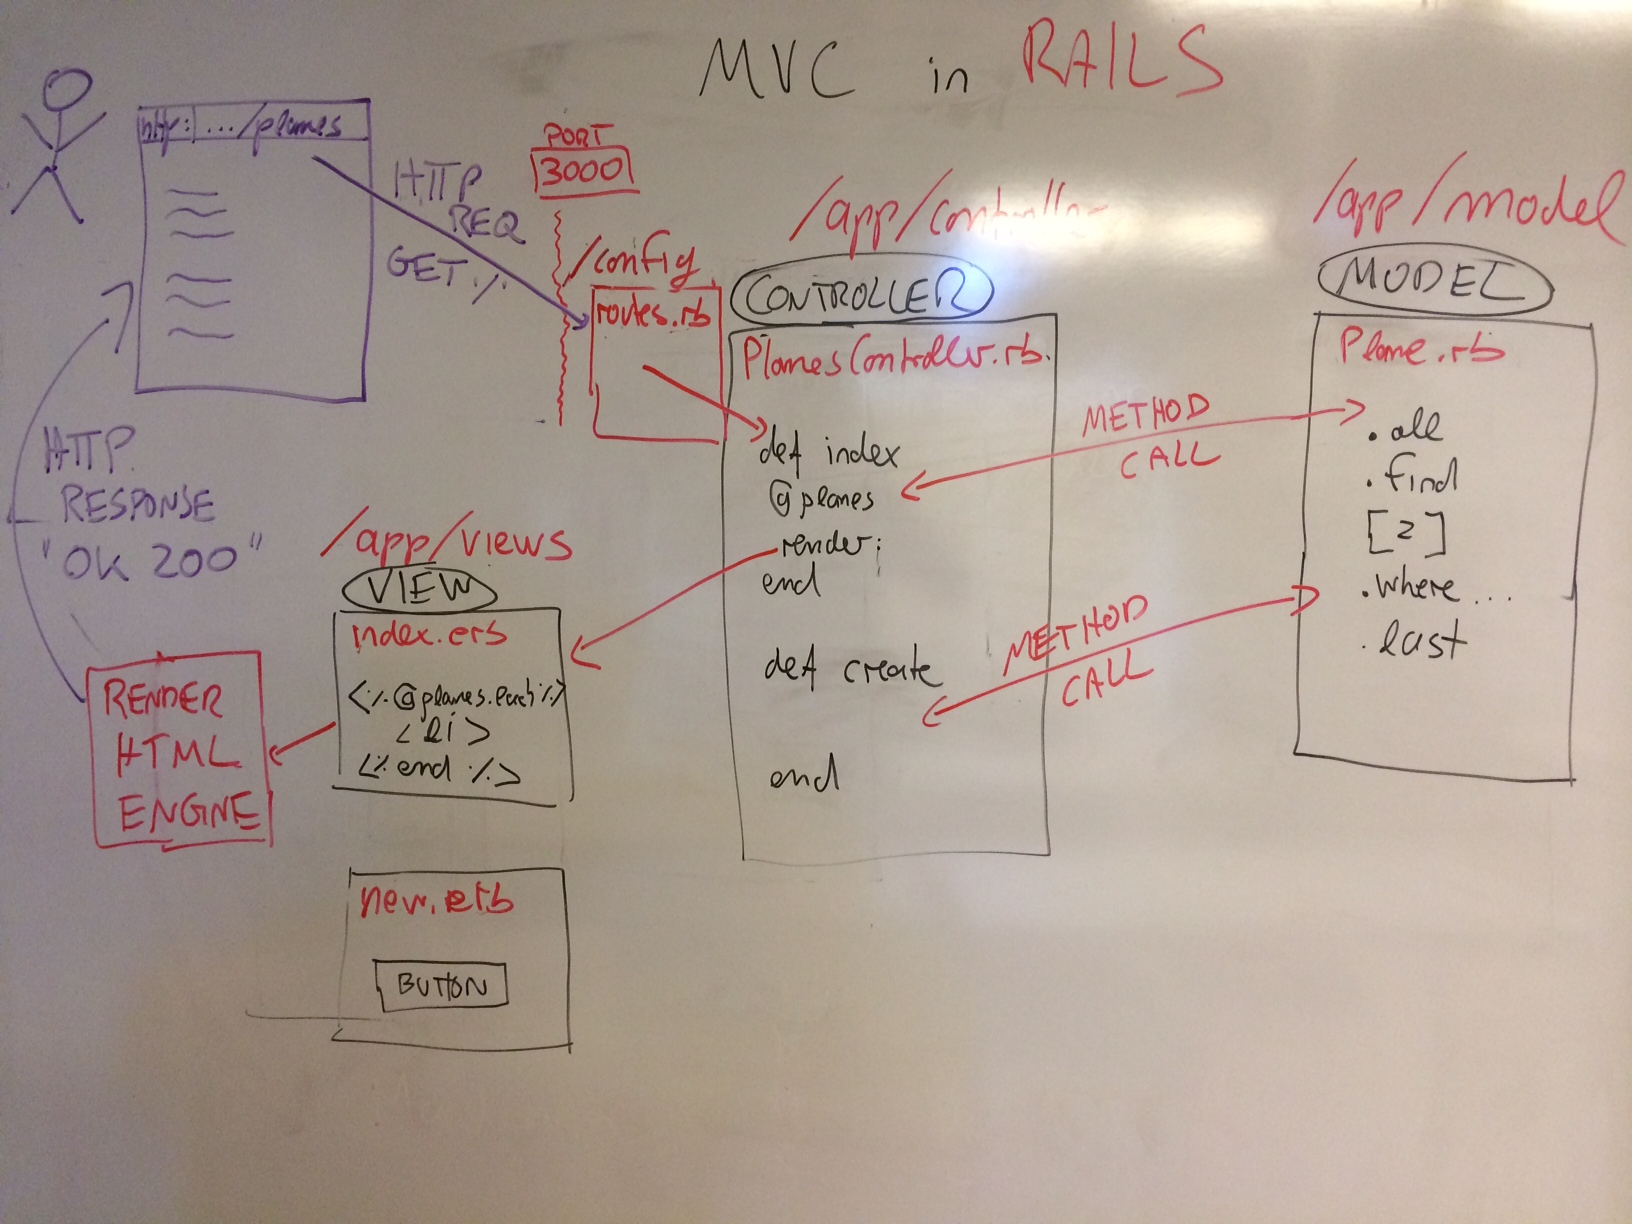 MVC in RAILS
http: .../planes
HTTP
REQ
GET /
PORT
3000
/config
routes.rb
/app/controller
CONTROLLER
PlanesController.rb.
def index
@planes
render:
end
def create
end
METHOD
CALL
METHOD
CALL
/app/model
MODEL
Plane.rb
.all
.find
[2]
.where...
.last
/app/views
VIEW
index.erb
<%@planes.each%>
<li>
<% end %>
new.erb
BUTTON
RENDER
HTML
ENGINE
HTTP
RESPONSE
"OK 200"